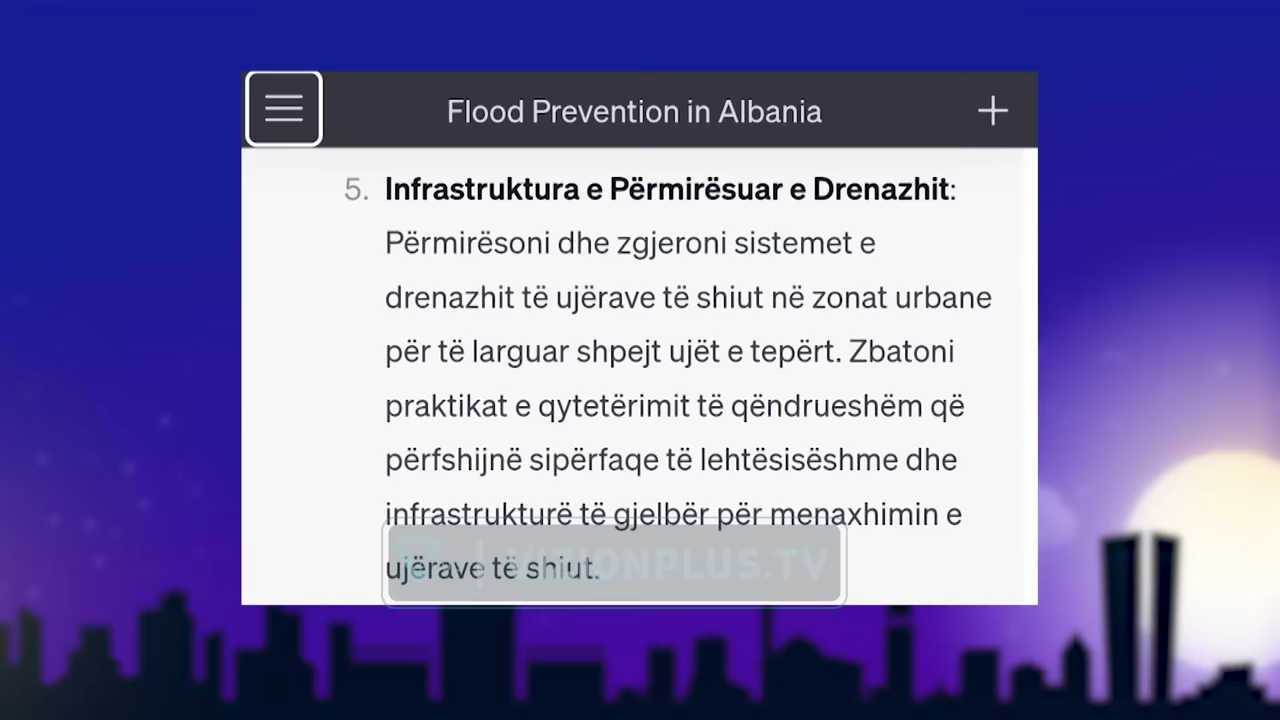 Flood Prevention in Albania
5. Infrastruktura e Përmirësuar e Drenazhit:
Përmirësoni dhe zgjeroni sistemet e
drenazhit të ujërave të shiut në zonat urbane
për të larguar shpejt ujët e tepërt. Zbatoni
praktikat e qytetërimit të qëndrueshëm që
përfshijnë sipërfaqe të lehtësisëshme dhe
infrastrukturë të gjelbër për menaxhimin e
ujërave të shiut.
VIZIONPLUS.TV